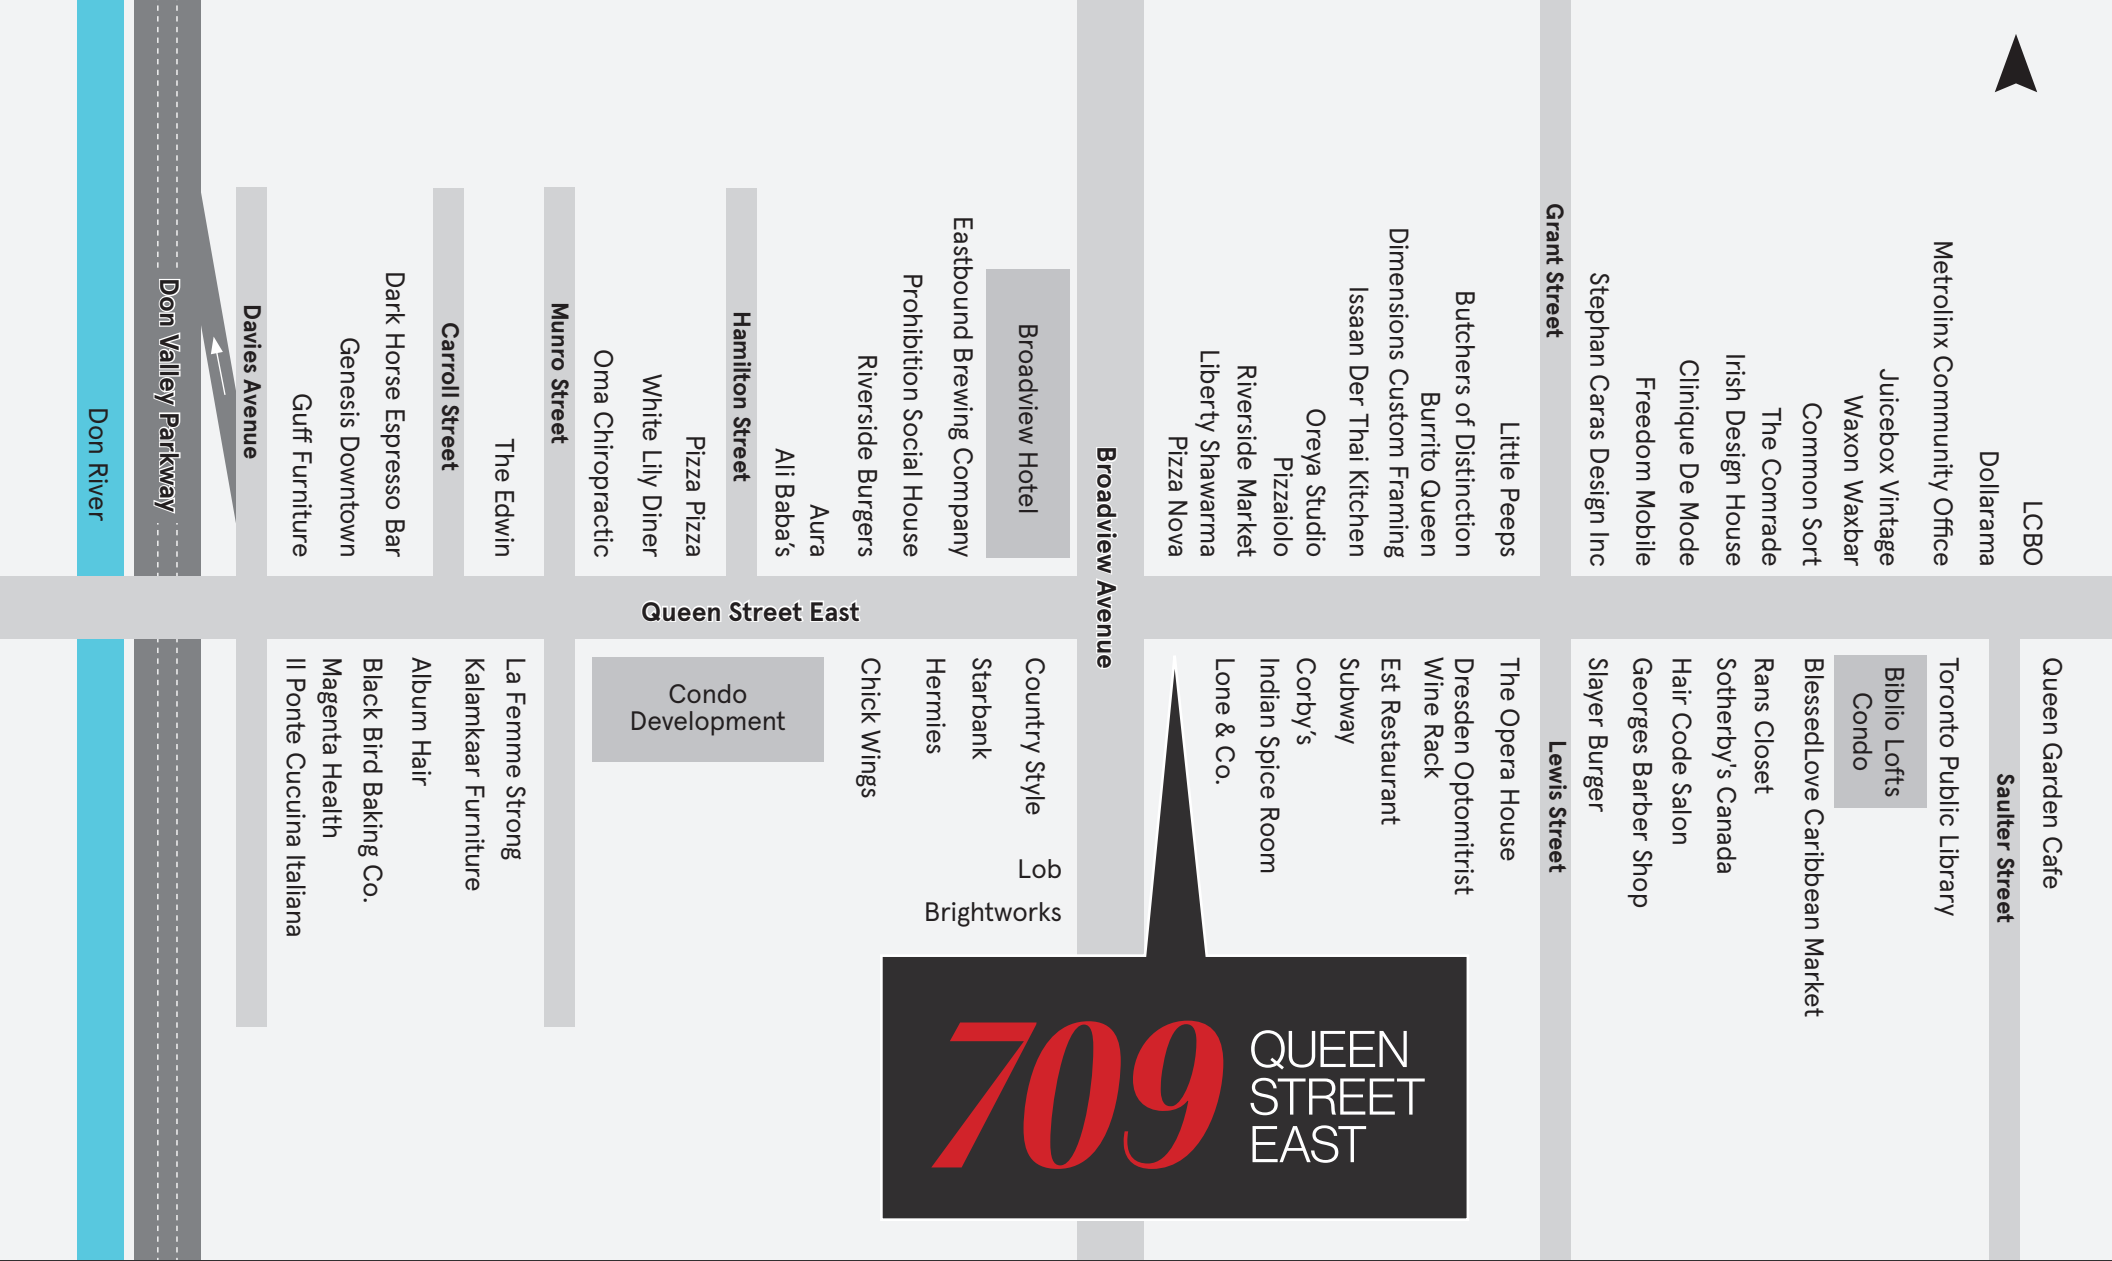 Don River
Don Valley Parkway
Davies Avenue
Guff Furniture
Genesis Downtown
Dark Horse Espresso Bar
Carroll Street
The Edwin
Munro Street
Oma Chiropractic
White Lily Diner
Pizza Pizza
Hamilton Street
Ali Baba's
Aura
Riverside Burgers
Prohibition Social House
Eastbound Brewing Company
Broadview Hotel
Broadview Avenue
Pizza Nova
Liberty Shawarma
Riverside Market
Pizzaiolo
Oreya Studio
Issaan Der Thai Kitchen
Dimensions Custom Framing
Burrito Queen
Butchers of Distinction
Little Peeps
Grant Street
Stephan Caras Design Inc
Freedom Mobile
Clinique De Mode
Irish Design House
The Comrade
Common Sort
Waxon Waxbar
Juicebox Vintage
Metrolinx Community Office
Dollarama
LCBO
Queen Street East
Il Ponte Cucuina Italiana
Magenta Health
Black Bird Baking Co.
Album Hair
Kalamkaar Furniture
La Femme Strong
Condo
Development
Chick Wings
Hermies
Starbank
Country Style
Lob
Brightworks
Lone & Co.
Indian Spice Room
Corby's
Subway
Est Restaurant
Wine Rack
Dresden Optomitrist
The Opera House
Lewis Street
Slayer Burger
Georges Barber Shop
Hair Code Salon
Sotherby's Canada
Rans Closet
BlessedLove Caribbean Market
Biblio Lofts
Condo
Toronto Public Library
Saulter Street
Queen Garden Cafe
709
QUEEN
STREET
EAST